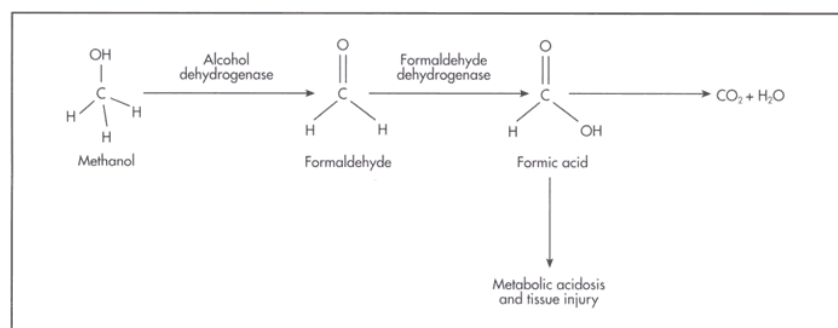 OH
C
H
H
H
Methanol
Alcohol
dehydrogenase
O
C
H
H
Formaldehyde
Formaldehyde
dehydrogenase
O
C
H
OH
Formic acid
CO₂ + H₂O
Metabolic acidosis
and tissue injury